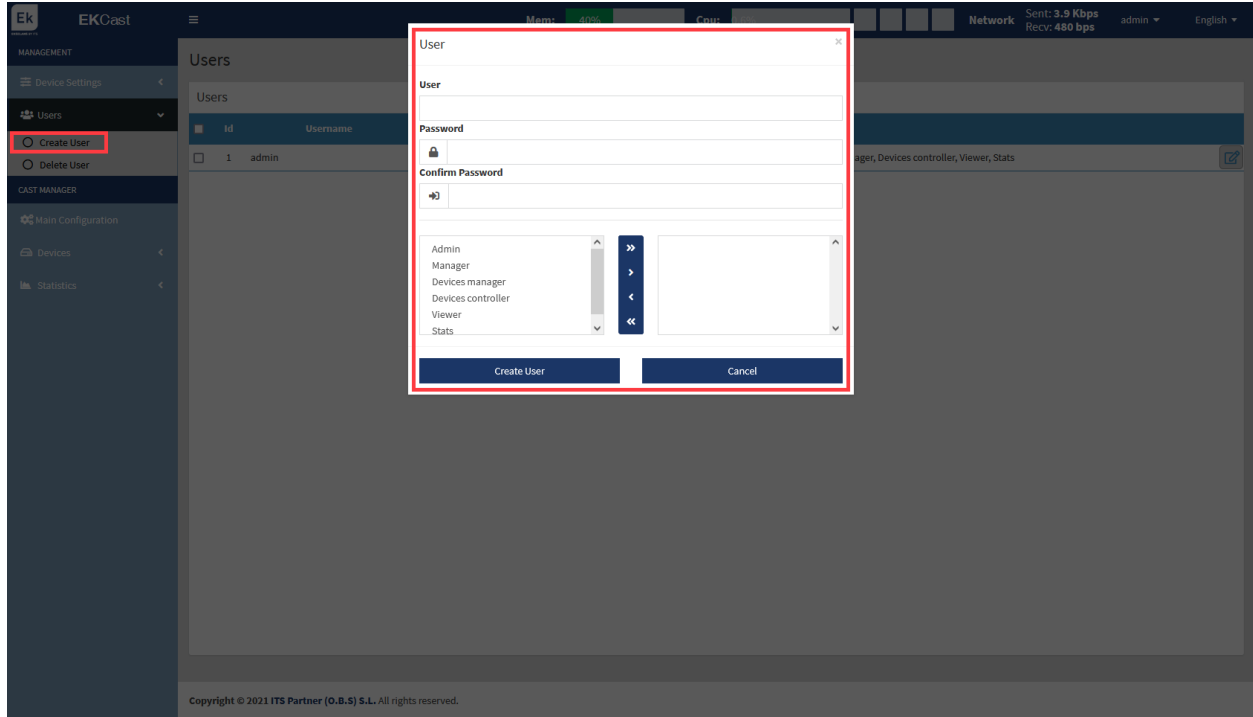 Ek
EKCast
Mem: 40%
Cpu:
Network
Sent: 3.9 Kbps
Recv: 480 bps
admin
English
MANAGEMENT
Device Settings
Users
Create User
Delete User
CAST MANAGER
Main Configuration
Devices
Statistics
Users
Users
Id Username
1 admin
ager, Devices controller, Viewer, Stats
User ×
User
Password
Confirm Password
Admin
Manager
Devices manager
Devices controller
Viewer
Stats
Create User Cancel
Copyright © 2021 ITS Partner (O.B.S) S.L. All rights reserved.